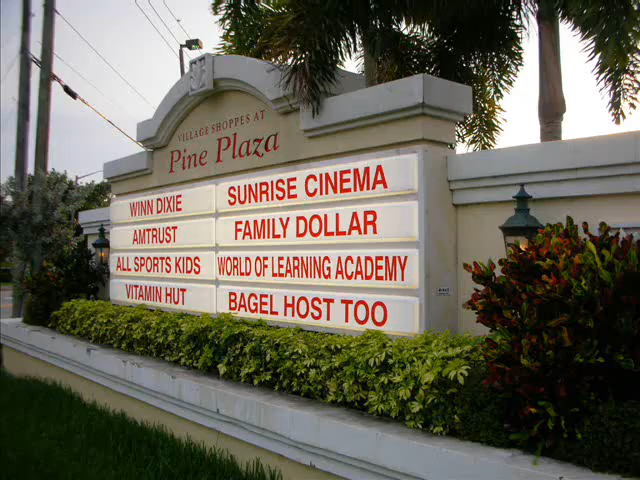 VILLAGE SHOPPES AT
Pine Plaza
WINN DIXIE
SUNRISE CINEMA
AMTRUST
FAMILY DOLLAR
ALL SPORTS KIDS
WORLD OF LEARNING ACADEMY
VITAMIN HUT
BAGEL HOST TOO